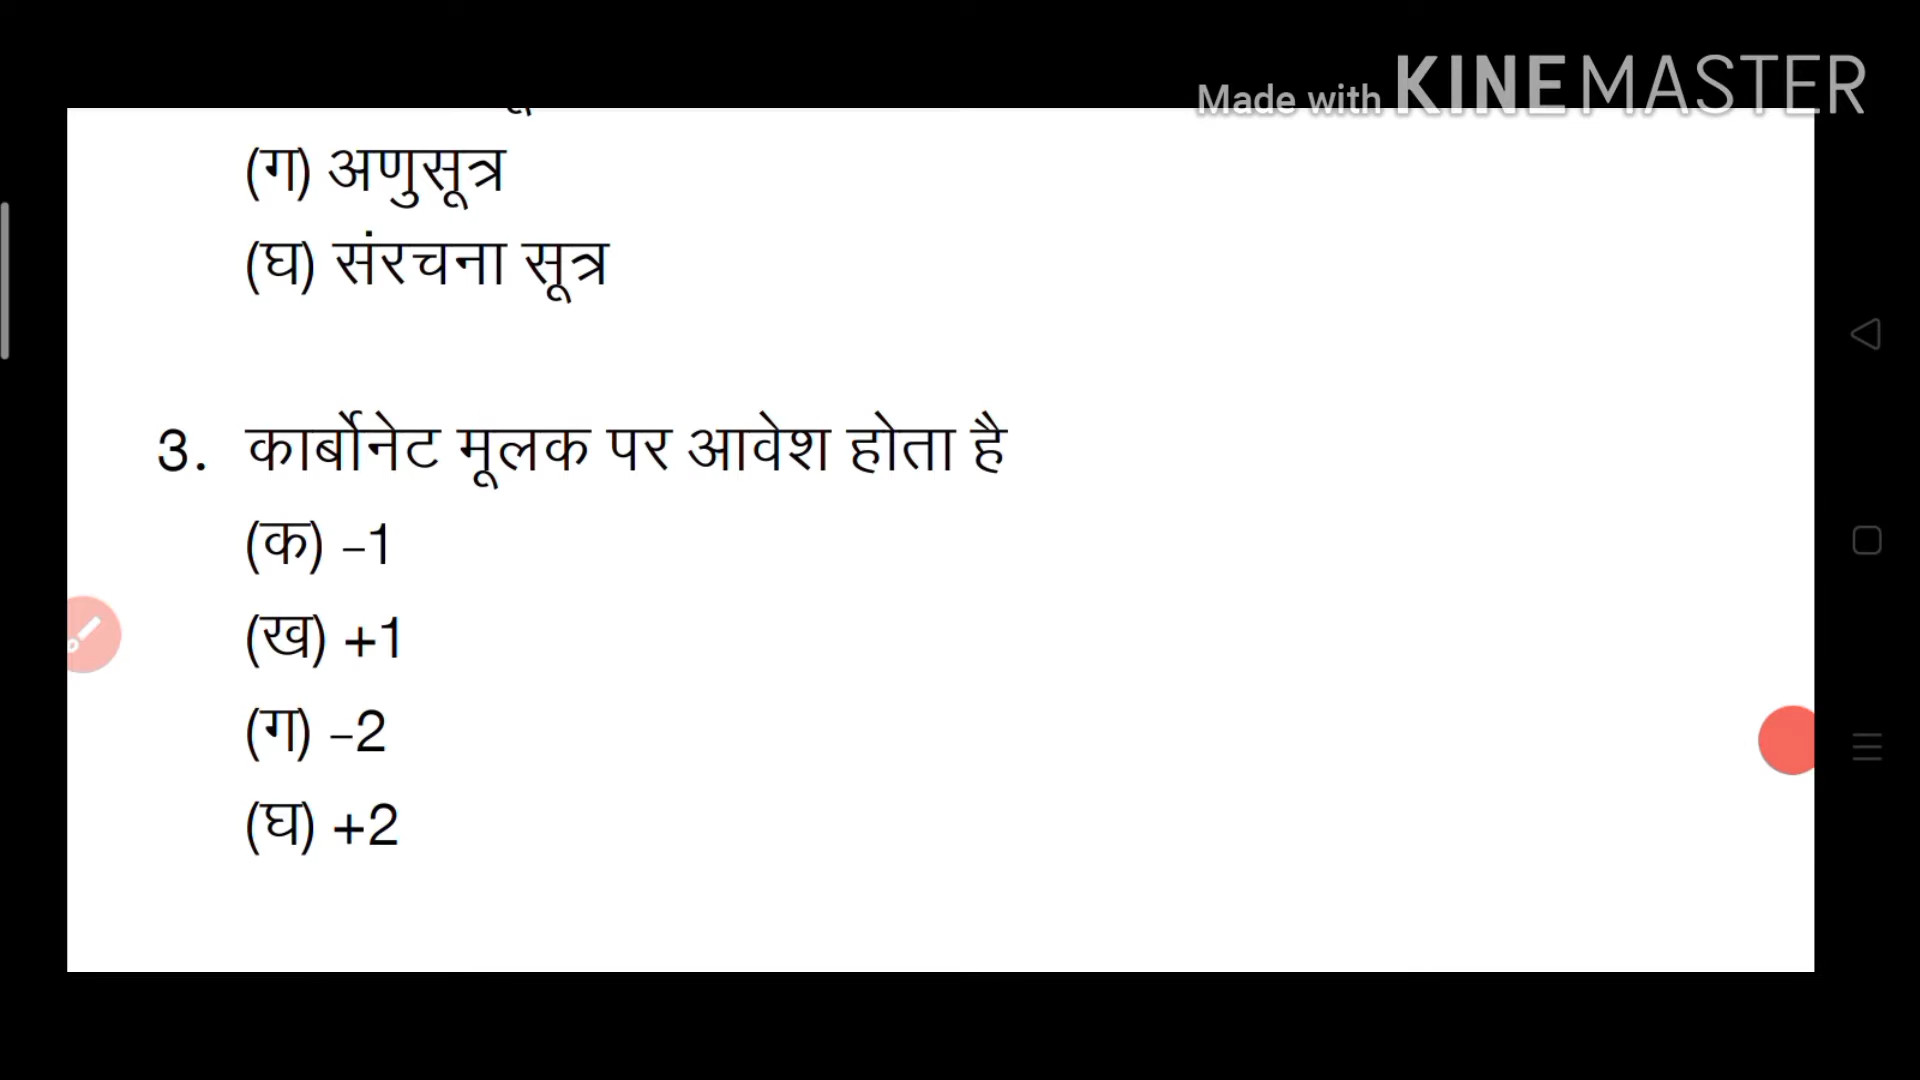 Made with KINEMASTER
(ग) अणुसूत्र
(घ) संरचना सूत्र
3. कार्बोनेट मूलक पर आवेश होता है
(क) –1
(ख) +1
(ग) –2
(घ) +2